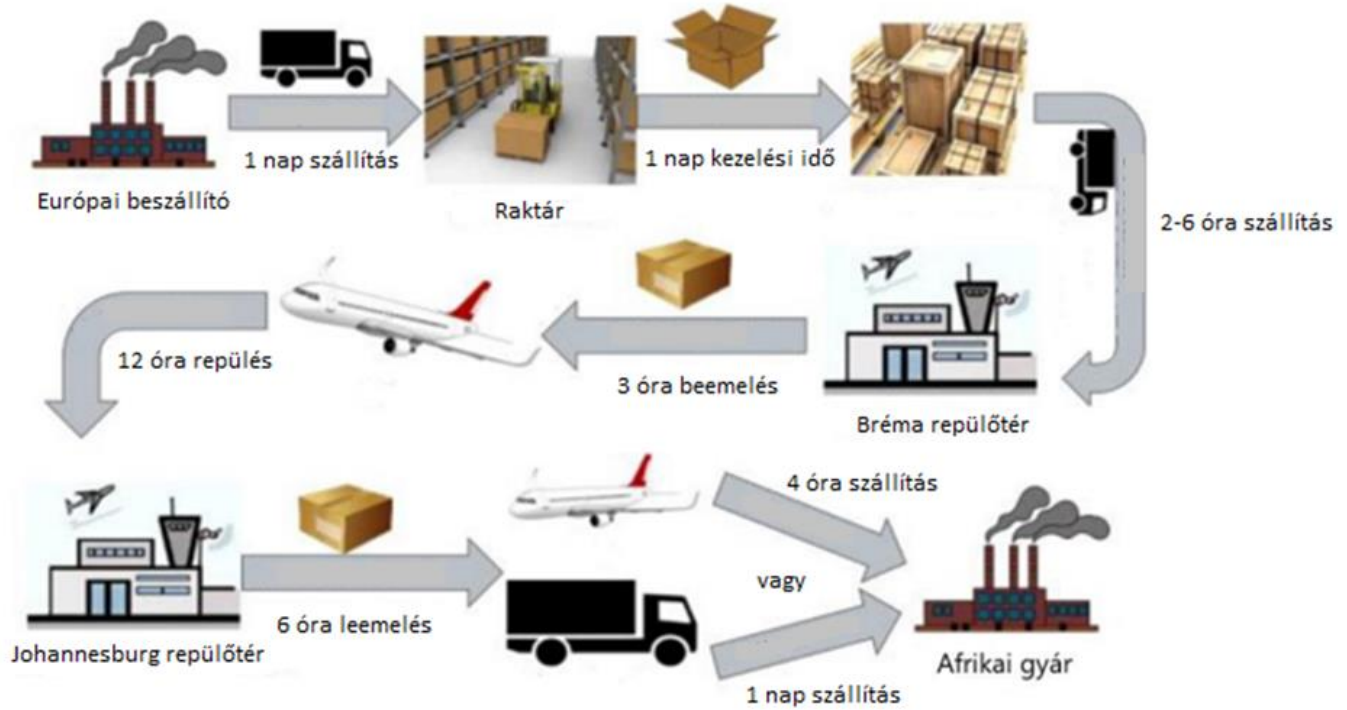 1 nap szállítás
1 nap kezelési idő
Európai beszállító
Raktár
2-6 óra szállítás
12 óra repülés
3 óra beemelés
Bréma repülőtér
4 óra szállítás
vagy
6 óra leemelés
Johannesburg repülőtér
Afrikai gyár
1 nap szállítás